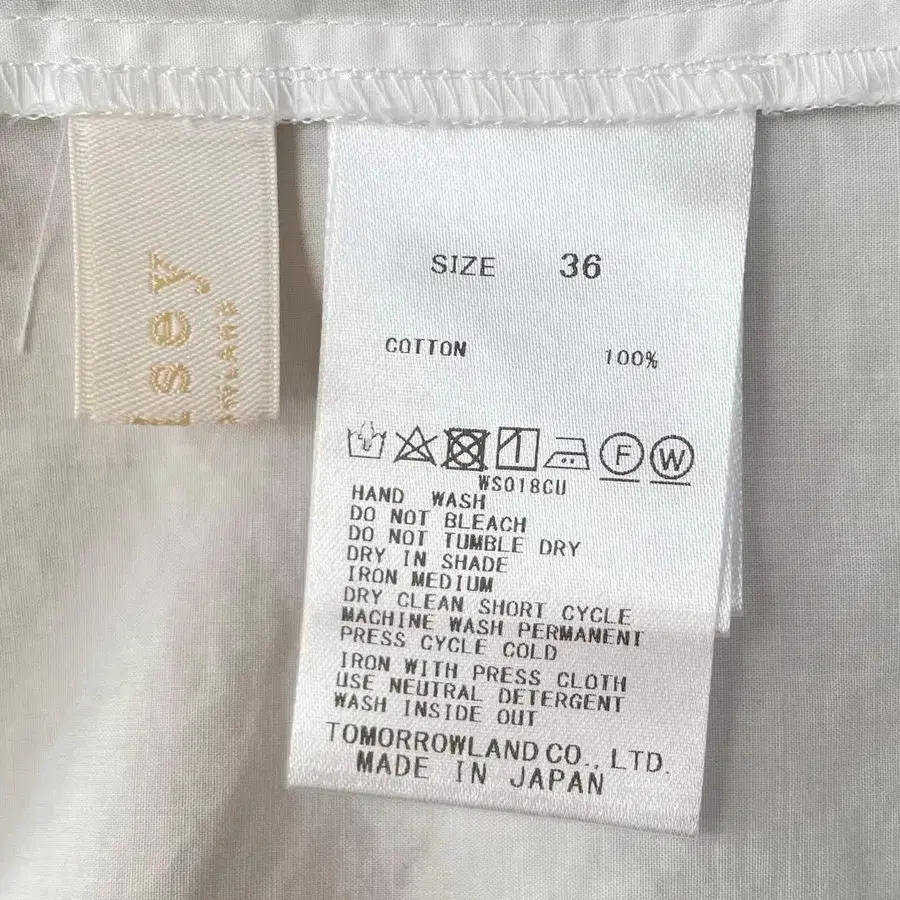 SIZE 36
COTTON 100%
F W
WS018CU
HAND WASH
DO NOT BLEACH
DO NOT TUMBLE DRY
DRY IN SHADE
IRON MEDIUM
DRY CLEAN SHORT CYCLE
MACHINE WASH PERMANENT
PRESS CYCLE COLD
IRON WITH PRESS CLOTH
USE NEUTRAL DETERGENT
WASH INSIDE OUT
TOMORROWLAND CO., LTD.
MADE IN JAPAN